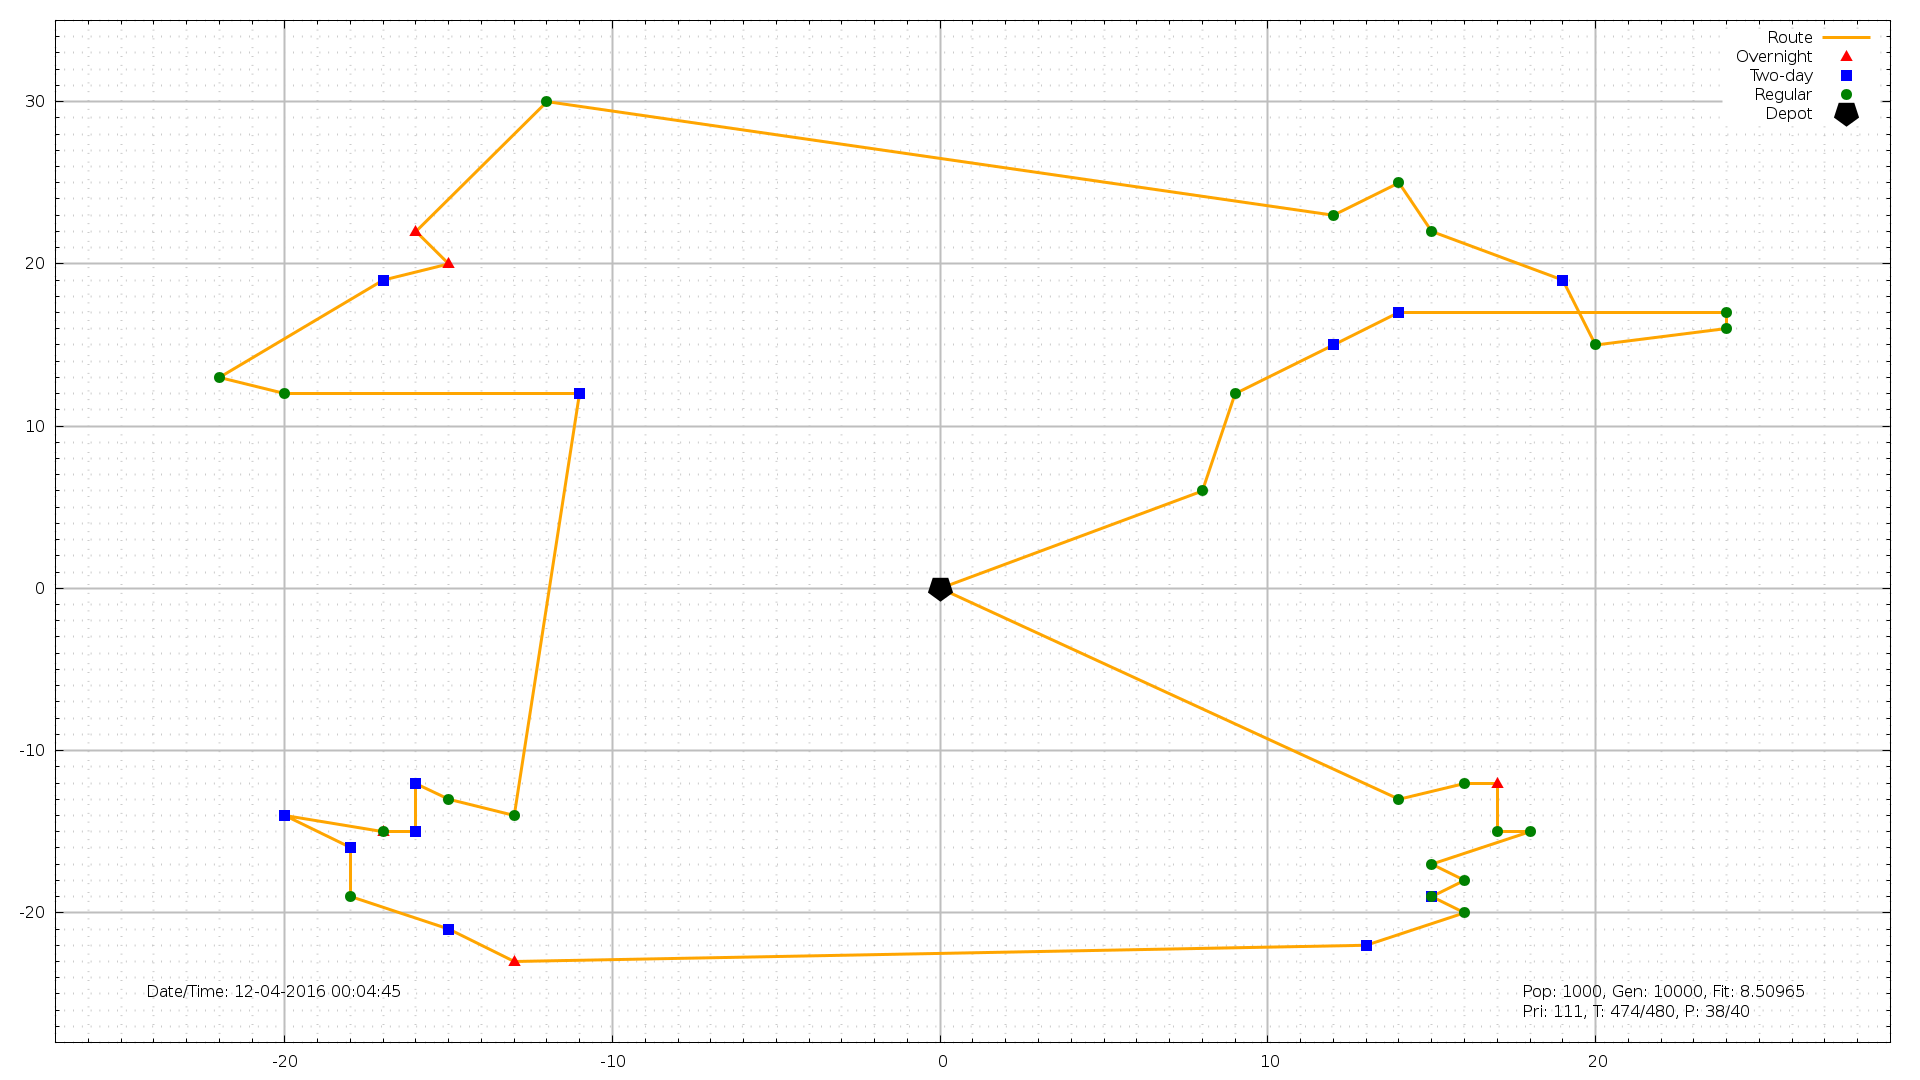 Route
Overnight
Two-day
Regular
Depot
30
20
10
0
-10
-20
Date/Time: 12-04-2016 00:04:45
Pop: 1000, Gen: 10000, Fit: 8.50965
Pri: 111, T: 474/480, P: 38/40
-20 -10 0 10 20